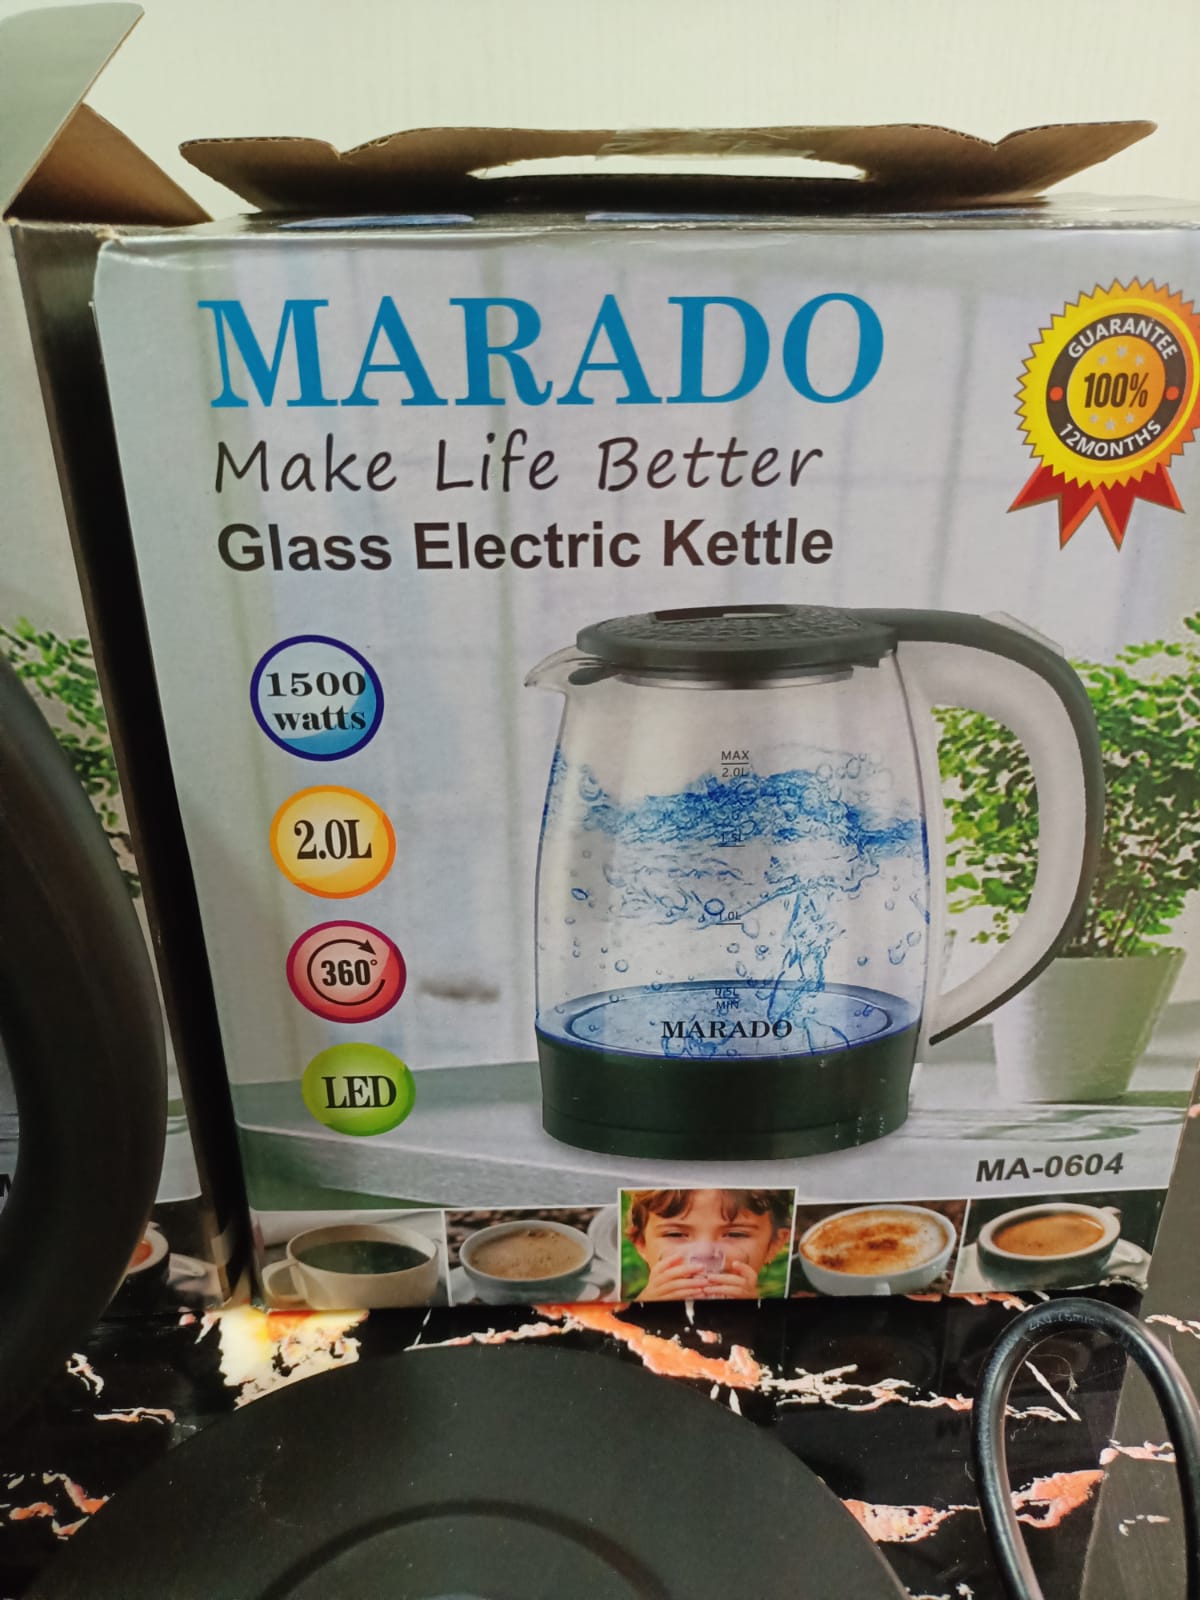 MARADO
Make Life Better
Glass Electric Kettle
GUARANTEE
100%
12MONTHS
1500
watts
2.0L
360°
LED
MAX
2.0L
1.5L
1.0L
0.5L
MIN
MARADO
MA-0604